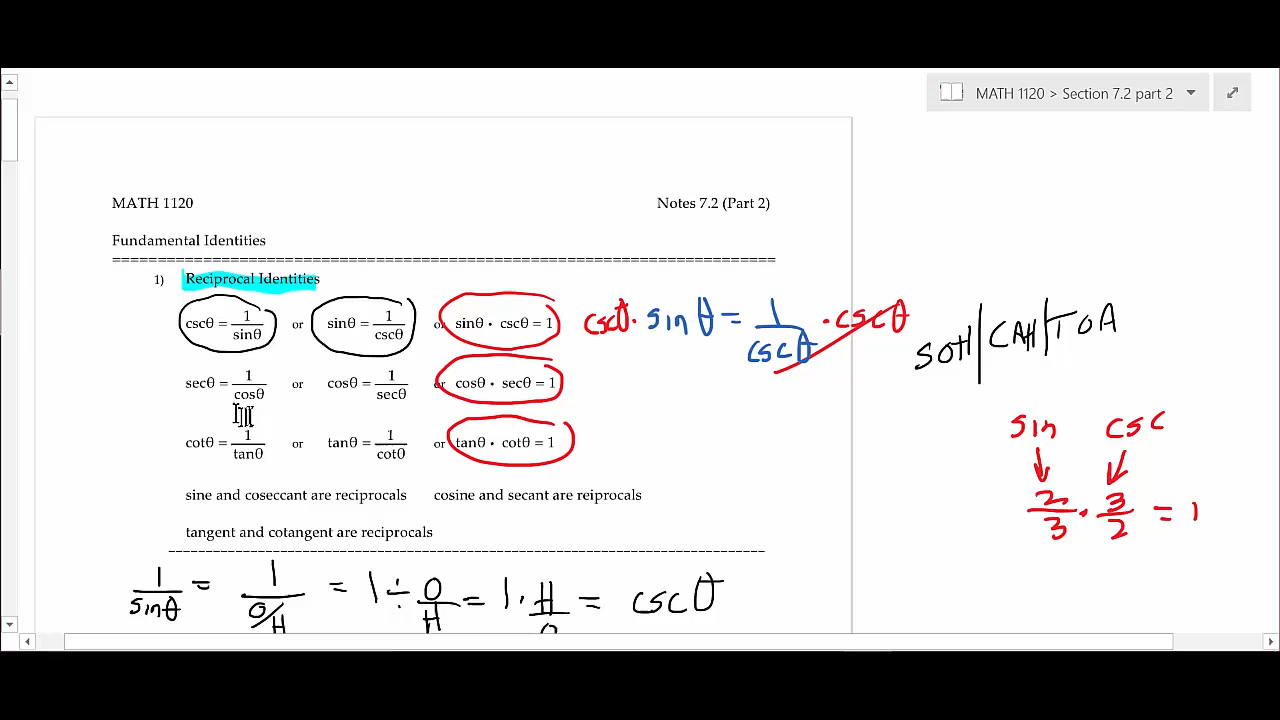 MATH 1120 > Section 7.2 part 2
MATH 1120 Notes 7.2 (Part 2)
Fundamental Identities
================================================================================
1) Reciprocal Identities
cscθ = 1/sinθ or sinθ = 1/cscθ or sinθ • cscθ = 1 cscθ · sinθ = 1/cscθ · cscθ
SOH/CAH/TOA
secθ = 1/cosθ or cosθ = 1/secθ or cosθ • secθ = 1
sin csc
cotθ = 1/tanθ or tanθ = 1/cotθ or tanθ • cotθ = 1
2/3 · 3/2 = 1
sine and coseccant are reciprocals cosine and secant are reiprocals
tangent and cotangent are reciprocals
1/sinθ = 1/O/H = 1 ÷ O/H = 1 · H/O = cscθ